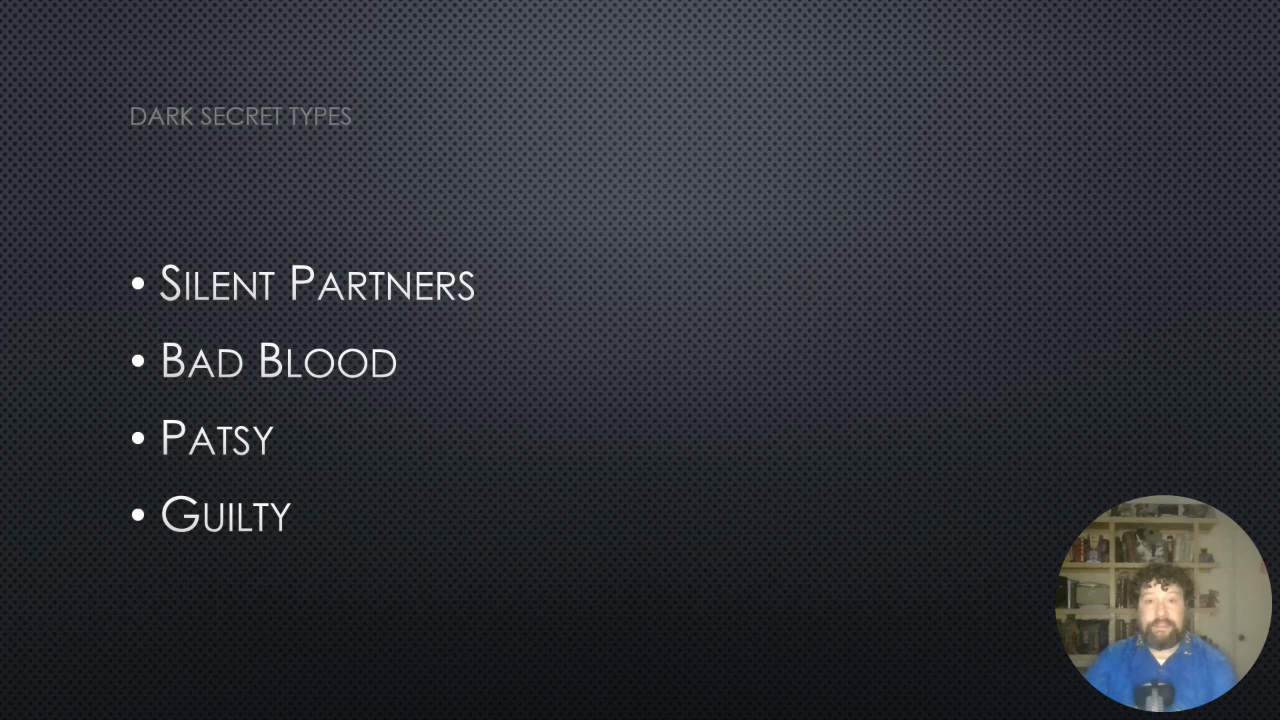 DARK SECRET TYPES
• SILENT PARTNERS
• BAD BLOOD
• PATSY
• GUILTY